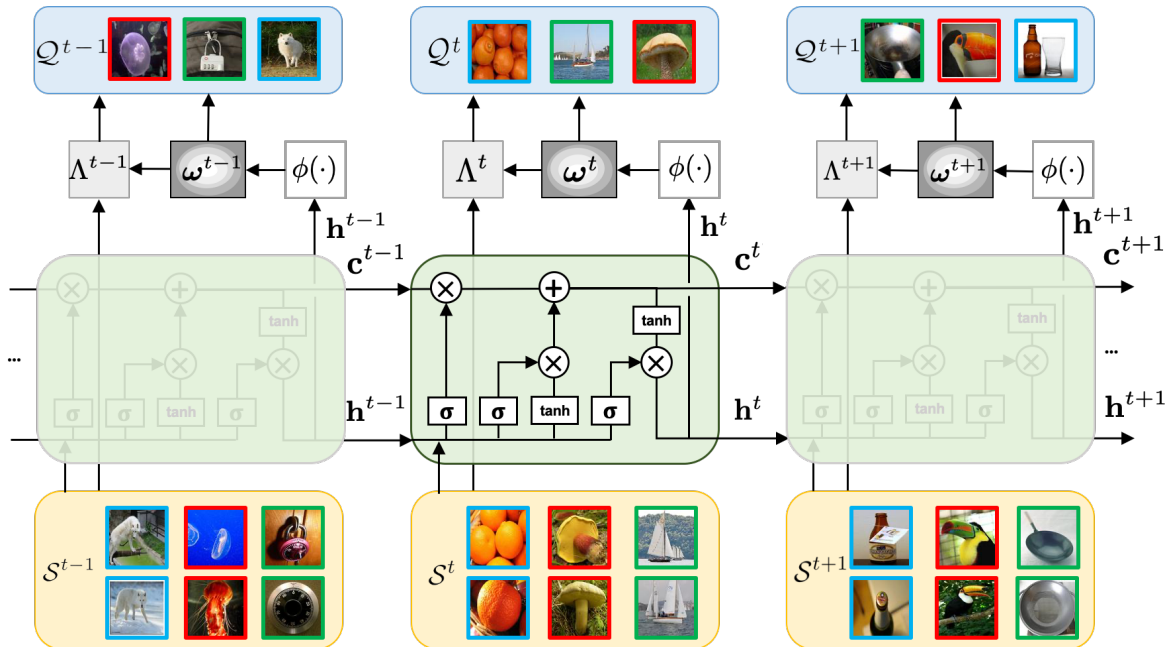 𝒬^{t−1} 𝒬^t 𝒬^{t+1}
Λ^{t−1} ω^{t−1} ϕ(·) Λ^t ω^t ϕ(·) Λ^{t+1} ω^{t+1} ϕ(·)
h^{t−1} h^t h^{t+1}
c^{t−1} c^t c^{t+1}
× + × + × +
tanh tanh tanh
... × × × × × × ...
σ σ tanh σ h^{t−1} σ σ tanh σ h^t σ σ tanh σ h^{t+1}
𝒮^{t−1} 𝒮^t 𝒮^{t+1}